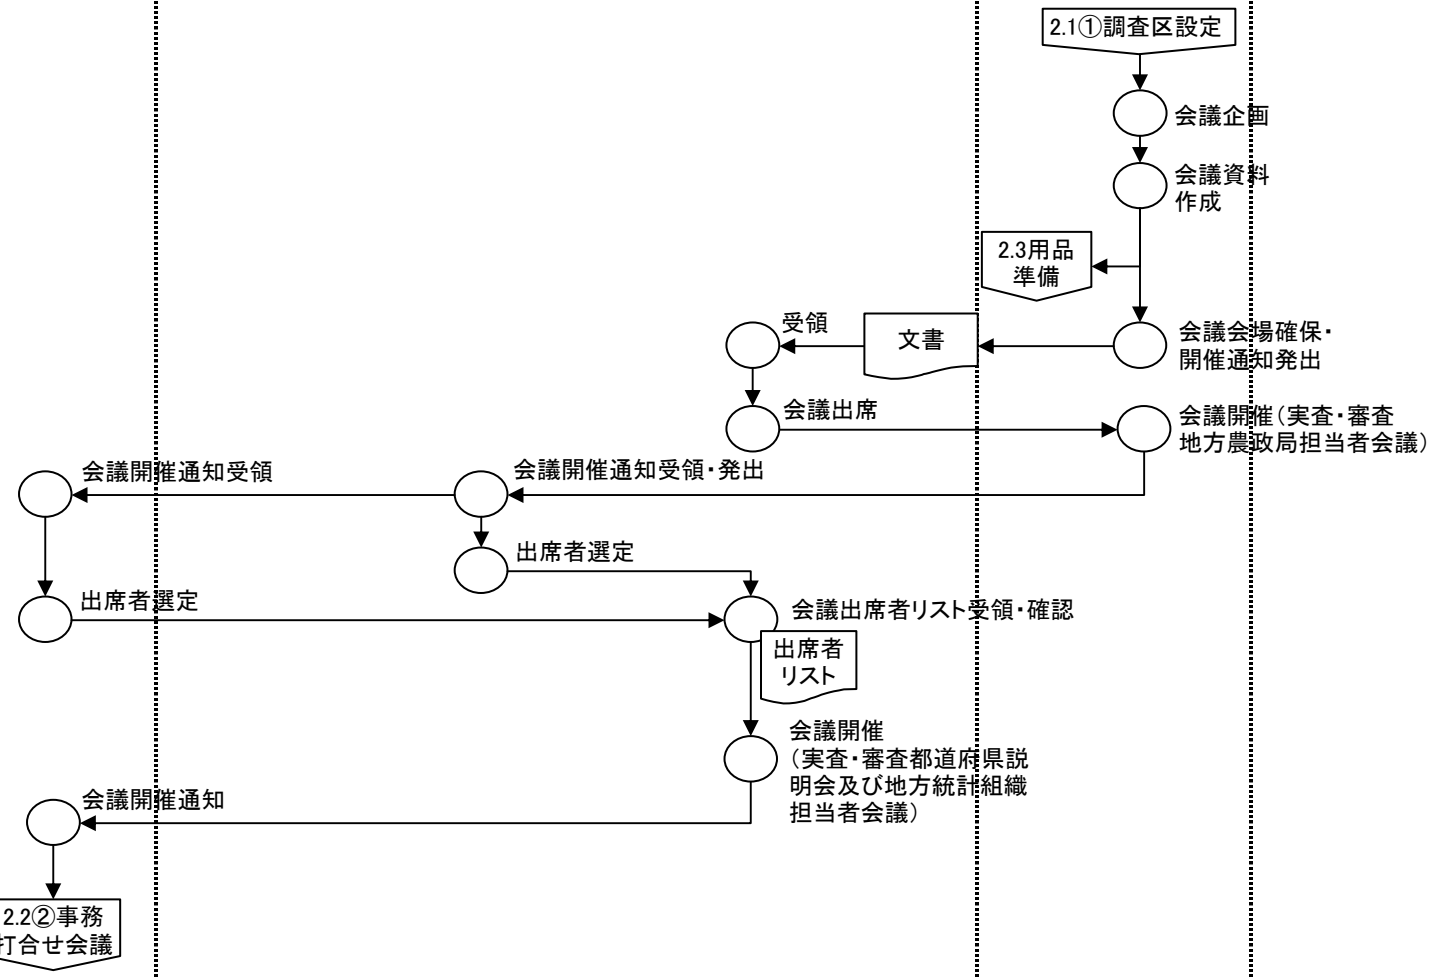 2.1①調査区設定
会議企画
会議資料
作成
2.3用品
準備
受領
文書
会議会場確保・
開催通知発出
会議出席
会議開催(実査・審査
地方農政局担当者会議)
会議開催通知受領
会議開催通知受領・発出
出席者選定
出席者選定
会議出席者リスト受領・確認
出席者
リスト
会議開催
(実査・審査都道府県説
明会及び地方統計組織
担当者会議)
会議開催通知
2.2②事務
打合せ会議